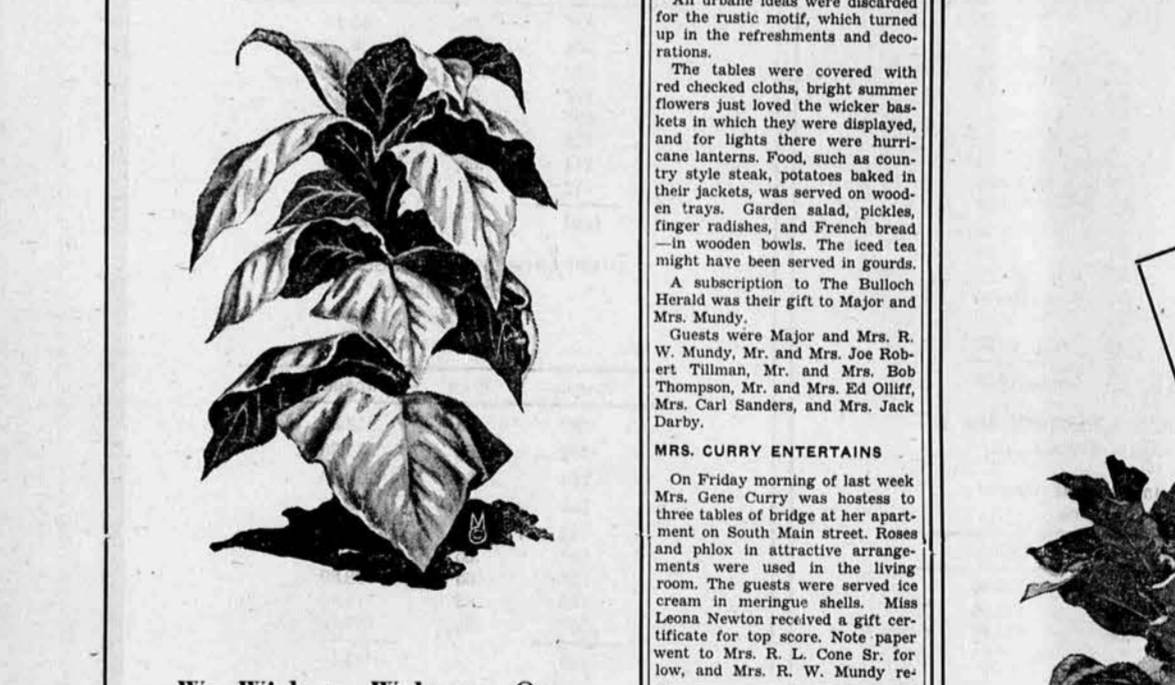 All urbane ideas were discarded
for the rustic motif, which turned
up in the refreshments and deco-
rations.
The tables were covered with
red checked cloths, bright summer
flowers just loved the wicker bas-
kets in which they were displayed,
and for lights there were hurri-
cane lanterns. Food, such as coun-
try style steak, potatoes baked in
their jackets, was served on wood-
en trays. Garden salad, pickles,
finger radishes, and French bread
—in wooden bowls. The iced tea
might have been served in gourds.
A subscription to The Bulloch
Herald was their gift to Major and
Mrs. Mundy.
Guests were Major and Mrs. R.
W. Mundy, Mr. and Mrs. Joe Rob-
ert Tillman, Mr. and Mrs. Bob
Thompson, Mr. and Mrs. Ed Olliff,
Mrs. Carl Sanders, and Mrs. Jack
Darby.
MRS. CURRY ENTERTAINS
On Friday morning of last week
Mrs. Gene Curry was hostess to
three tables of bridge at her apart-
ment on South Main street. Roses
and phlox in attractive arrange-
ments were used in the living
room. The guests were served ice
cream in meringue shells. Miss
Leona Newton received a gift cer-
tificate for top score. Note paper
went to Mrs. R. L. Cone Sr. for
low, and Mrs. R. W. Mundy re-